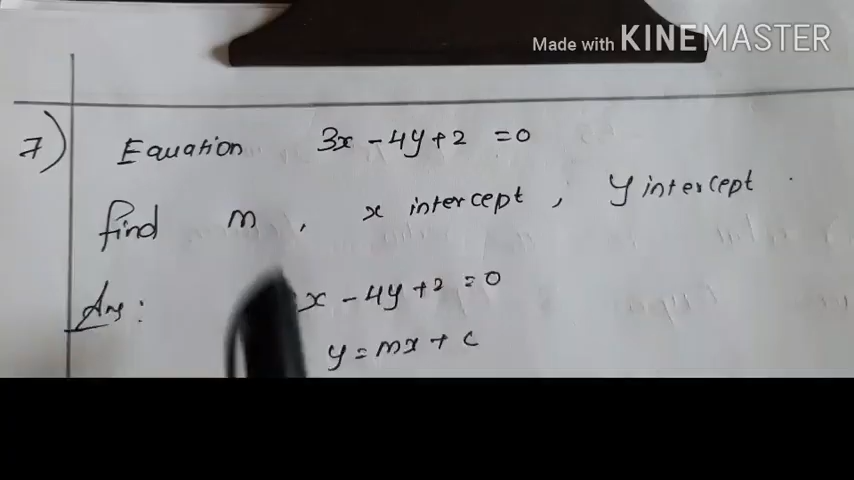 Made with KINEMASTER
7) Equation 3x - 4y + 2 = 0
find m, x intercept, y intercept.
Ans: x - 4y + 2 = 0
y = mx + c